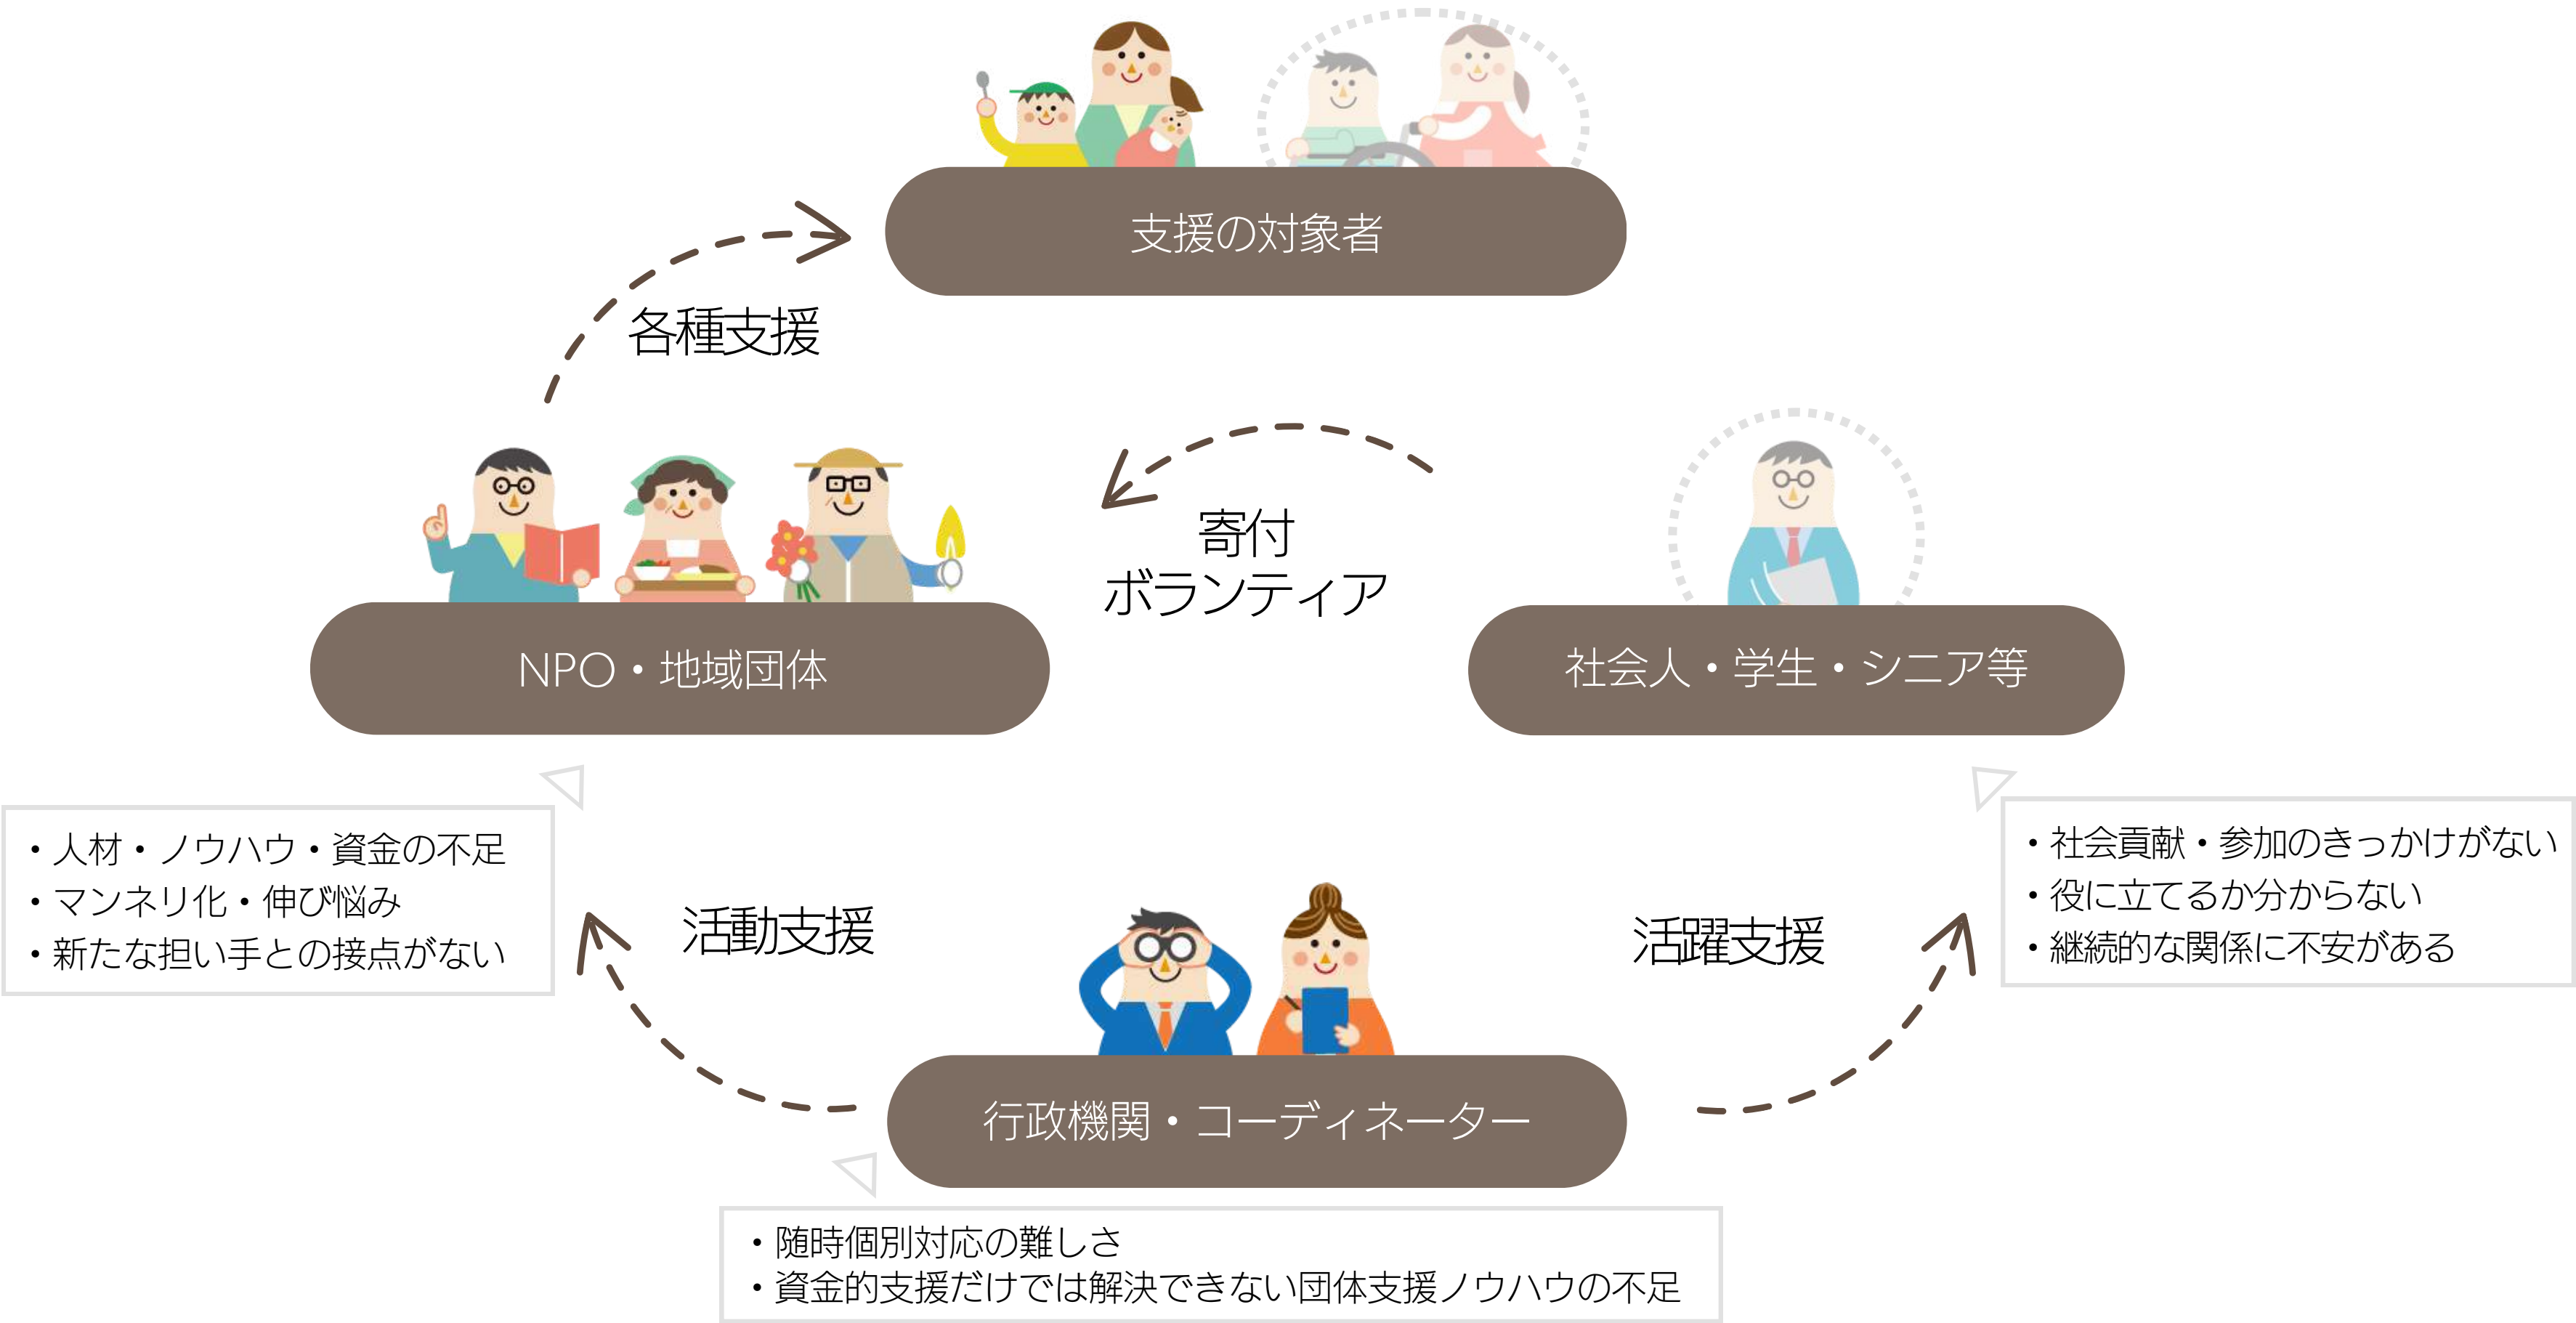 支援の対象者
各種支援
寄付
ボランティア
NPO・地域団体
社会人・学生・シニア等
・人材・ノウハウ・資金の不足
・マンネリ化・伸び悩み
・新たな担い手との接点がない
活動支援
活躍支援
・社会貢献・参加のきっかけがない
・役に立てるか分からない
・継続的な関係に不安がある
行政機関・コーディネーター
・随時個別対応の難しさ
・資金的支援だけでは解決できない団体支援ノウハウの不足